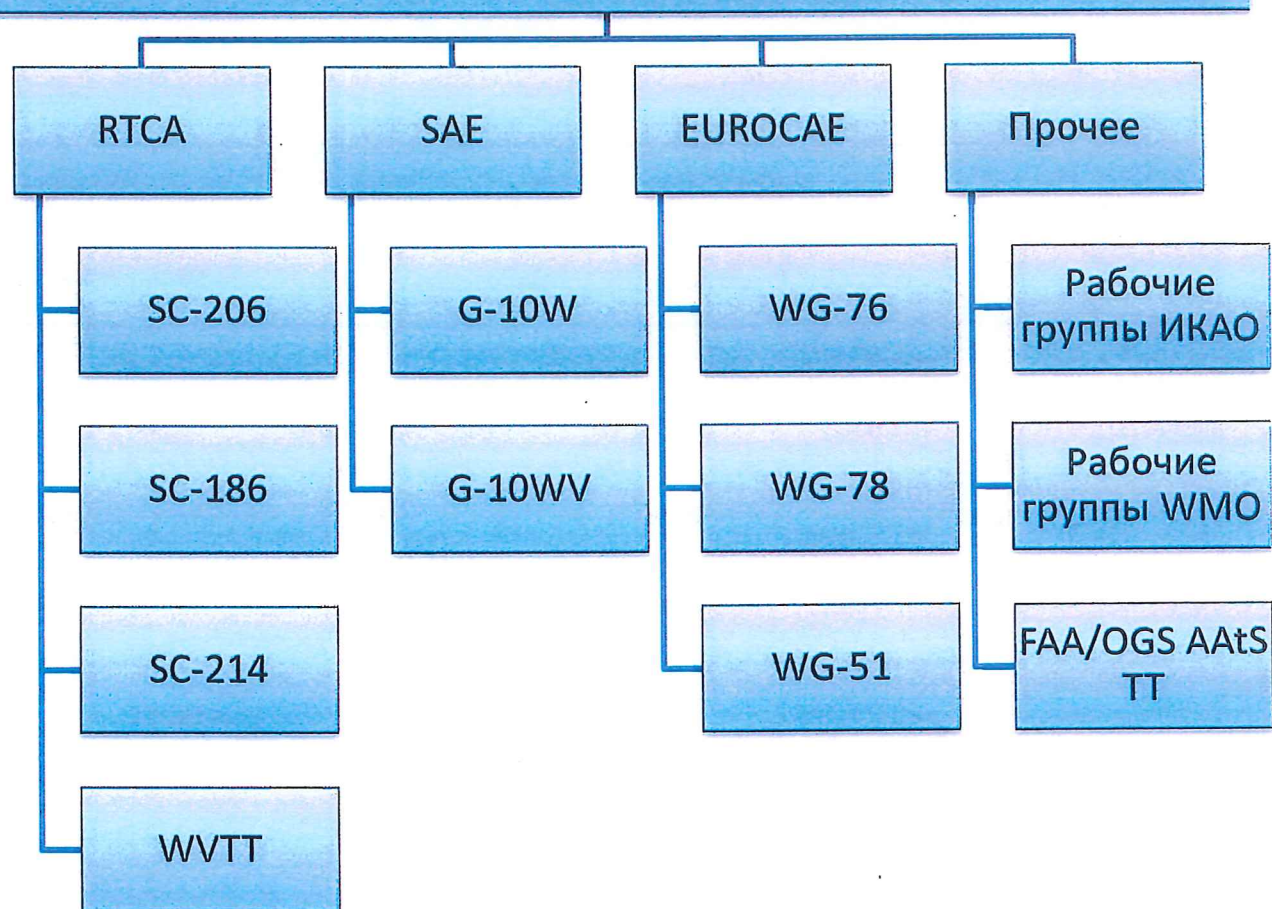 RTCA
SAE
EUROCAE
Прочее
SC-206
G-10W
WG-76
Рабочие
группы ИКАО
SC-186
G-10WV
WG-78
Рабочие
группы WMO
SC-214
WG-51
FAA/OGS AAtS
TT
WVTT